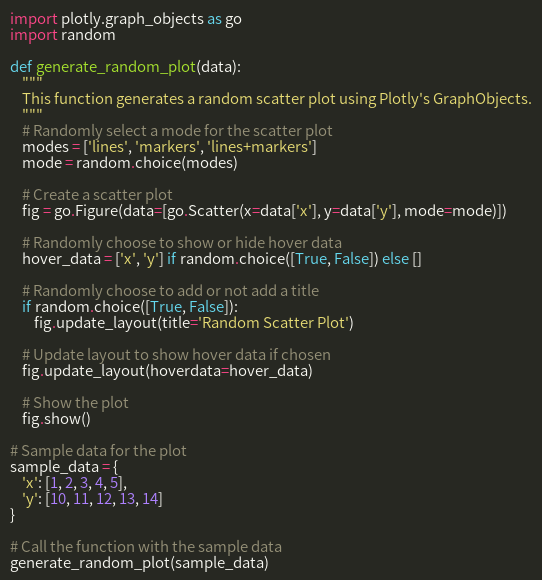 import plotly.graph_objects as go
import random

def generate_random_plot(data):
    """
    This function generates a random scatter plot using Plotly's GraphObjects.
    """
    # Randomly select a mode for the scatter plot
    modes = ['lines', 'markers', 'lines+markers']
    mode = random.choice(modes)

    # Create a scatter plot
    fig = go.Figure(data=[go.Scatter(x=data['x'], y=data['y'], mode=mode)])

    # Randomly choose to show or hide hover data
    hover_data = ['x', 'y'] if random.choice([True, False]) else []

    # Randomly choose to add or not add a title
    if random.choice([True, False]):
        fig.update_layout(title='Random Scatter Plot')

    # Update layout to show hover data if chosen
    fig.update_layout(hoverdata=hover_data)

    # Show the plot
    fig.show()

# Sample data for the plot
sample_data = {
    'x': [1, 2, 3, 4, 5],
    'y': [10, 11, 12, 13, 14]
}

# Call the function with the sample data
generate_random_plot(sample_data)